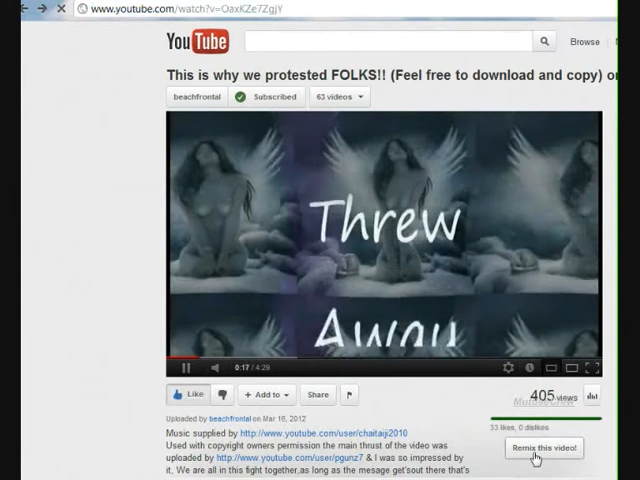 www.youtube.com/watch?v=OaxKZe7ZgjY
YouTube
Browse
This is why we protested FOLKS!! (Feel free to download and copy) or
beachfrontal
Subscribed
63 videos
Threw
Away
0:17 / 4:29
Like
+ Add to
Share
405 views
Uploaded by beachfrontal on Mar 16, 2012
33 likes, 0 dislikes
Music supplied by http://www.youtube.com/user/chaitaiji2010
Used with copyright owners permission the main thrust of the video was
uploaded by http://www.youtube.com/user/pgunz7 & I was so impressed by
it, We are all in this fight together,as long as the mesage get'sout there that's
Remix this video!